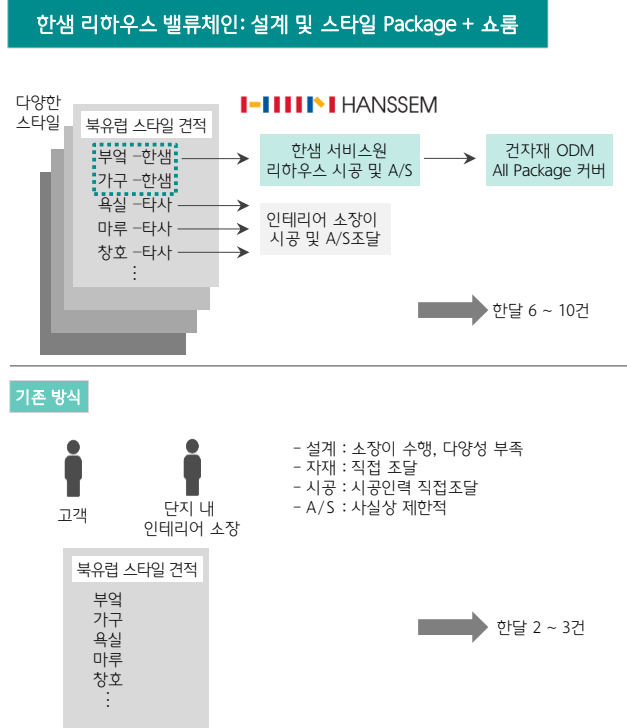 한샘 리하우스 밸류체인: 설계 및 스타일 Package + 쇼룸
다양한
스타일
북유럽 스타일 견적
부엌 –한샘
가구 –한샘
욕실 –타사
마루 –타사
창호 –타사
⋮
HANSSEM
한샘 서비스원
리하우스 시공 및 A/S
건자재 ODM
All Package 커버
인테리어 소장이
시공 및 A/S조달
한달 6 ~ 10건
기존 방식
고객
단지 내
인테리어 소장
- 설계 : 소장이 수행, 다양성 부족
- 자재 : 직접 조달
- 시공 : 시공인력 직접조달
- A/S : 사실상 제한적
북유럽 스타일 견적
부엌
가구
욕실
마루
창호
⋮
한달 2 ~ 3건